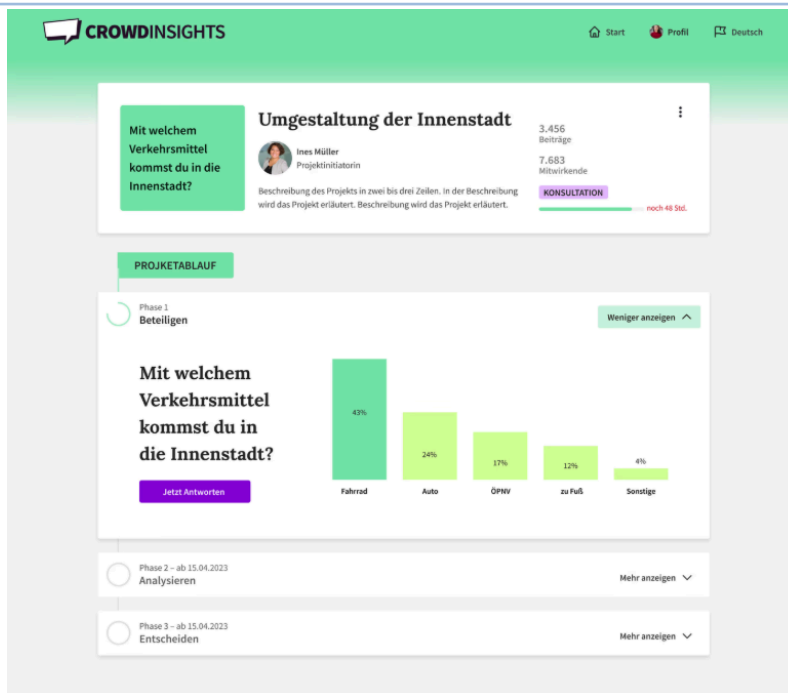 CROWDINSIGHTS
Start
Profil
Deutsch
Mit welchem
Verkehrsmittel
kommst du in die
Innenstadt?
Umgestaltung der Innenstadt
Ines Müller
Projektinitiatorin
Beschreibung des Projekts in zwei bis drei Zeilen. In der Beschreibung
wird das Projekt erläutert. Beschreibung wird das Projekt erläutert.
3.456
Beiträge
7.683
Mitwirkende
KONSULTATION
noch 48 Std.
PROJKETABLAUF
Phase 1
Beteiligen
Weniger anzeigen
Mit welchem
Verkehrsmittel
kommst du in
die Innenstadt?
Jetzt Antworten
43%
24%
17%
12%
4%
Fahrrad
Auto
ÖPNV
zu Fuß
Sonstige
Phase 2 – ab 15.04.2023
Analysieren
Mehr anzeigen
Phase 3 – ab 15.04.2023
Entscheiden
Mehr anzeigen